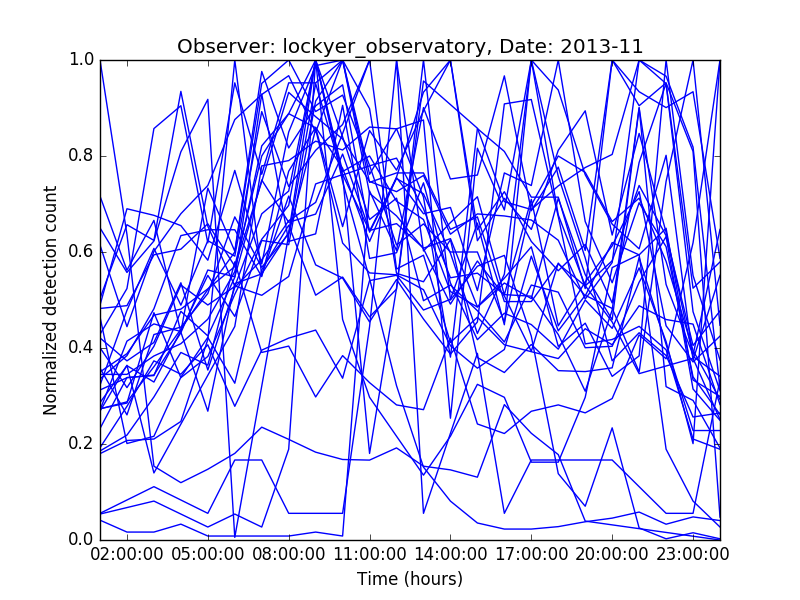 Observer: lockyer_observatory, Date: 2013-11
Normalized detection count
1.0
0.8
0.6
0.4
0.2
0.0
02:00:00 05:00:00 08:00:00 11:00:00 14:00:00 17:00:00 20:00:00 23:00:00
Time (hours)